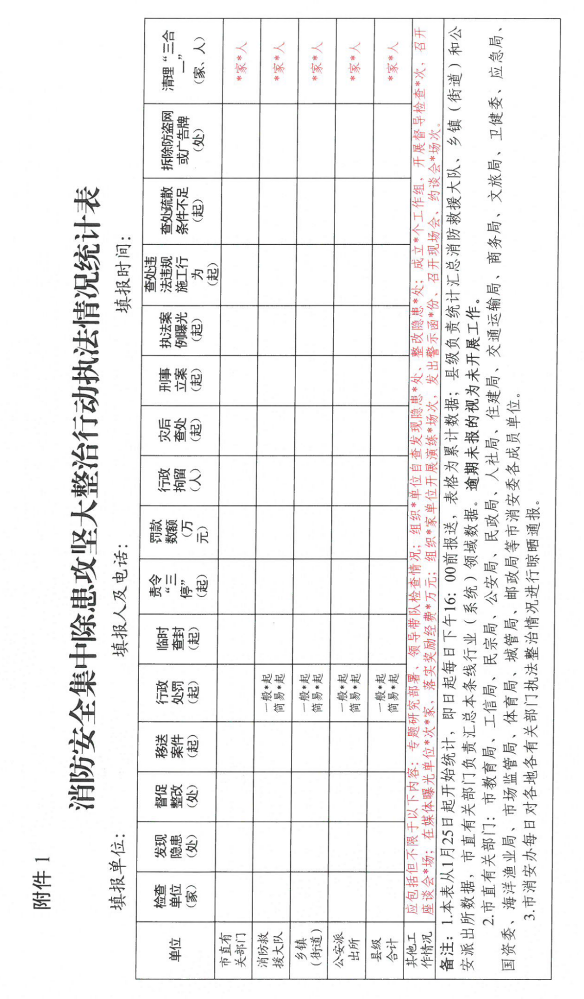 附件 1
消防安全集中除患攻坚大整治行动执法情况统计表
填报单位： 填报人及电话： 填报时间：
单位 检查单位（家） 发现隐患（处） 督促整改（处） 移送案件（起） 行政处罚（起） 临时查封（起） 责令“三停”（起） 罚款数额（万元） 行政拘留（人） 灾后查处（起） 刑事立案（起） 执法案例曝光（起） 查处违法违规施工行为（起） 查处疏散条件不足（起） 拆除防盗网或广告牌（处） 清理“三合一”（家、人）
市直有关部门 *家*人
消防救援大队 一般*起 简易*起 *家*人
乡镇（街道） 一般*起 简易*起 *家*人
公安派出所 一般*起 简易*起 *家*人
县级合计 一般*起 简易*起 *家*人
其他工作情况
应包括但不限于以下内容：专题研究部署、领导带队检查情况；组织*单位自查发现隐患*处、整改隐患*处；成立*个工作组，开展督导检查*次，召开
座谈会*场；在媒体曝光单位*次*家，落实奖励经费*万元；组织*家单位开展演练*场次，发出警示函*份、召开现场会、约谈会*场次。
备注：1.本表从1月25日起开始统计，即日起每日下午16：00前报送，表格为累计数据；县级负责统计汇总消防救援大队、乡镇（街道）和公
安派出所数据，市直有关部门负责汇总本条线行业（系统）领域数据。逾期未报的视为未开展工作。
2.市直有关部门：市教育局、工信局、民宗局、公安局、民政局、人社局、住建局、交通运输局、商务局、文旅局、卫健委、应急局、
国资委、海洋渔业局、市场监管局、体育局、城管局、邮政局等市消安委各成员单位。
3.市消安办每日对各地各有关部门执法整治情况进行晾晒通报。